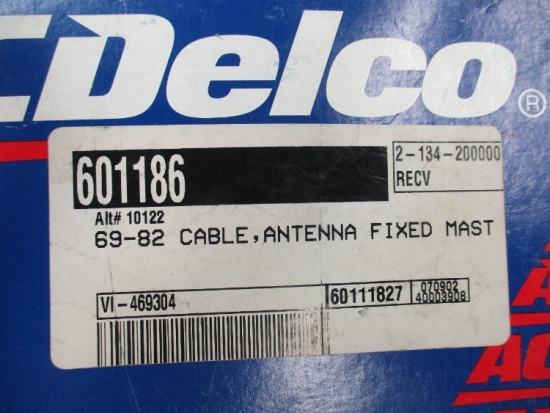 CDelco®
601186
2-134-200000
RECV
Alt# 10122
69-82 CABLE,ANTENNA FIXED MAST
VI-469304
60111827
070902
40003908
A
AC